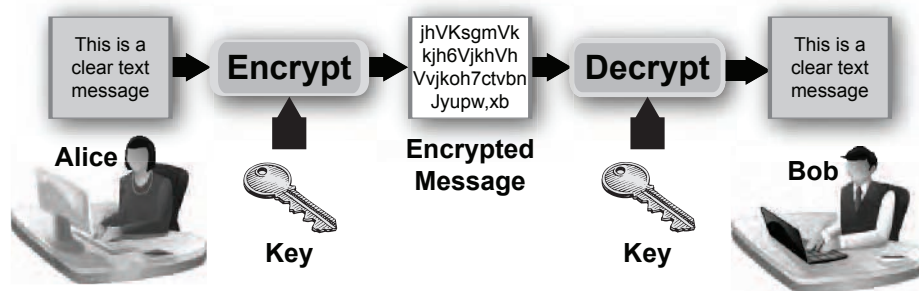 This is a
clear text
message
Encrypt
jhVKsgmVk
kjh6VjkhVh
Vvjkoh7ctvbn
Jyupw,xb
Decrypt
This is a
clear text
message
Alice
Key
Encrypted
Message
Key
Bob